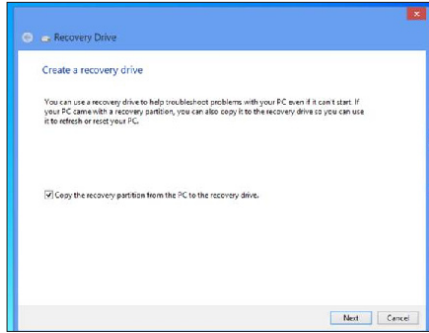 Recovery Drive
Create a recovery drive
You can use a recovery drive to help troubleshoot problems with your PC even if it can't start. If
your PC came with a recovery partition, you can also copy it to the recovery drive so you can use
it to refresh or reset your PC.
Copy the recovery partition from the PC to the recovery drive.
Next Cancel